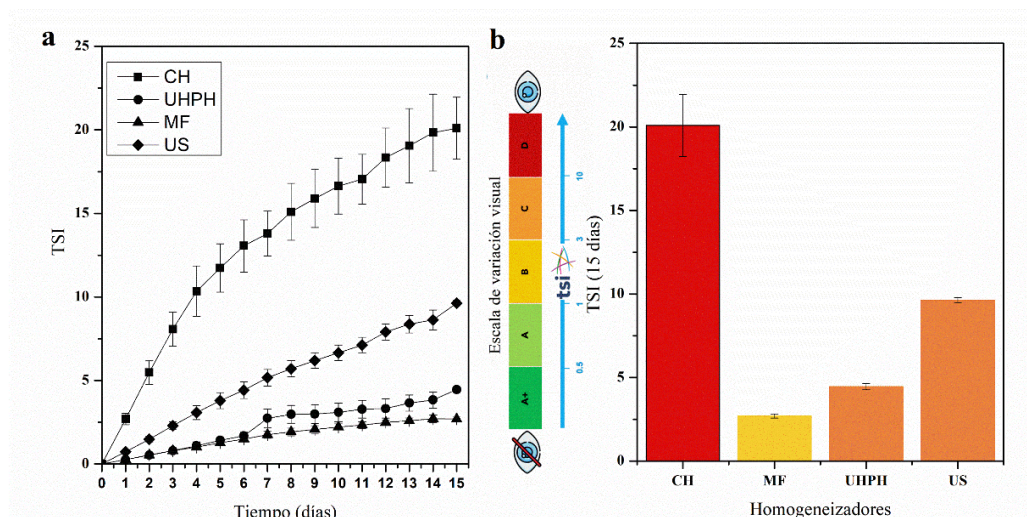 a
TSI
25
20
15
10
5
0
CH
UHPH
MF
US
0 1 2 3 4 5 6 7 8 9 10 11 12 13 14 15
Tiempo (días)
b
Escala de variación visual
D
C
B
A
A+
10
3
1
0.5
tsi
TSI (15 días)
25
20
15
10
5
0
CH MF UHPH US
Homogeneizadores